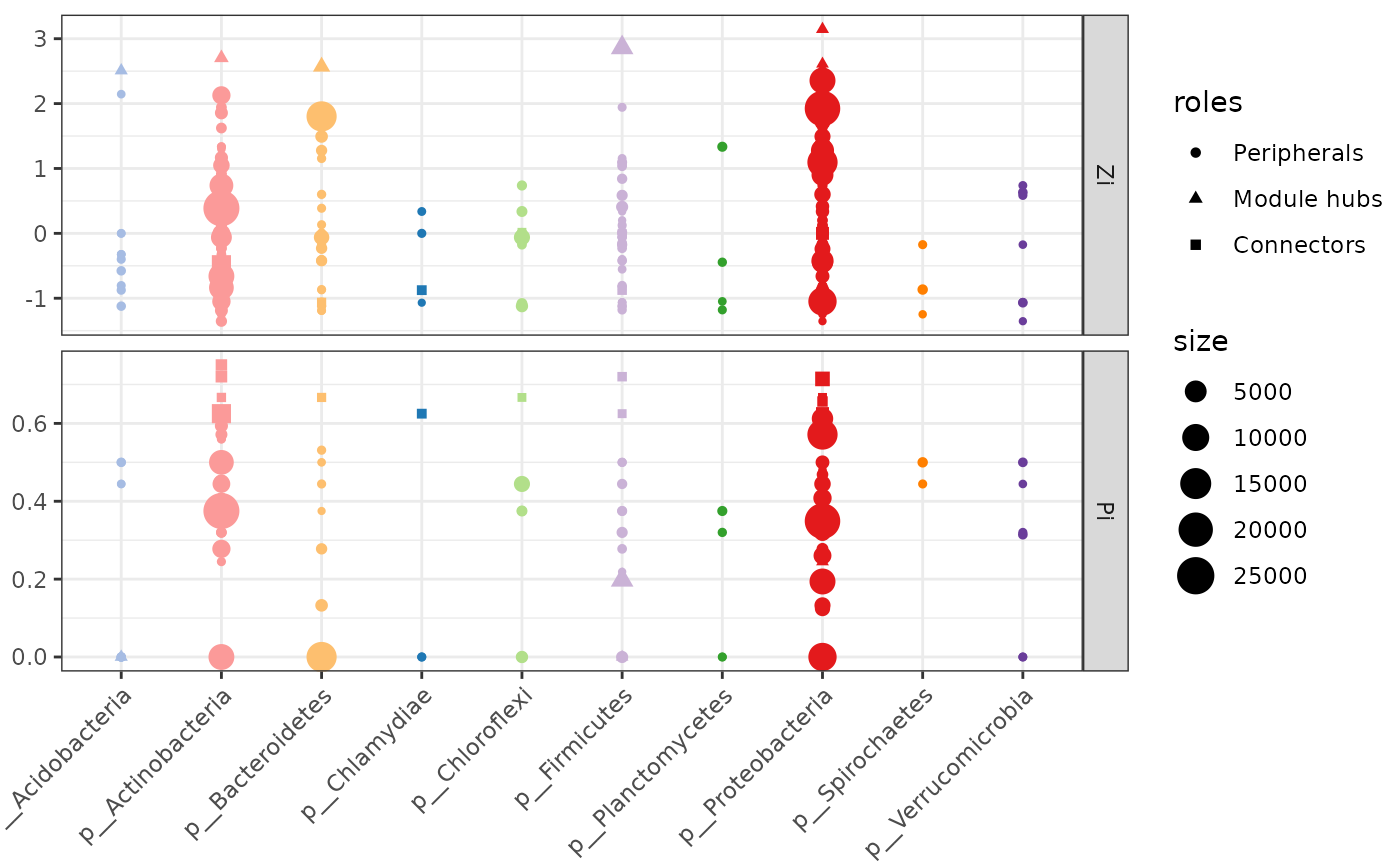 3
2
1
0
-1
Zi
0.6
0.4
0.2
0.0
Pi
__Acidobacteria
p__Actinobacteria
p__Bacteroidetes
p__Chlamydiae
p__Chloroflexi
p__Firmicutes
p__Planctomycetes
p__Proteobacteria
p__Spirochaetes
p__Verrucomicrobia
roles
Peripherals
Module hubs
Connectors
size
5000
10000
15000
20000
25000